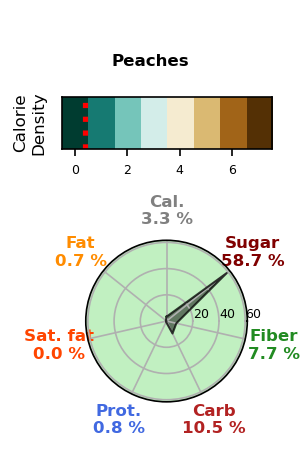 Peaches
Calorie
Density
0 2 4 6
Cal.
3.3 %
Fat
0.7 %
Sugar
58.7 %
20 40 60
Sat. fat
0.0 %
Fiber
7.7 %
Prot.
0.8 %
Carb
10.5 %